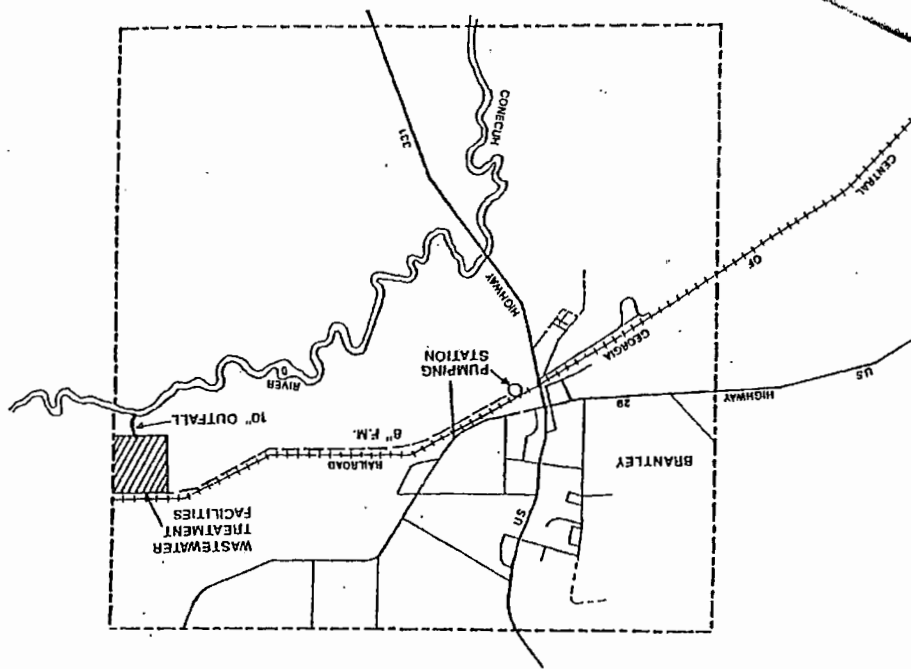 WASTEWATER
TREATMENT
FACILITIES
10" OUTFALL
RAILROAD
8" F.M.
RIVER
PUMPING
STATION
BRANTLEY
US
HIGHWAY
29
US
HIGHWAY
331
CONECUH
CENTRAL
OF
GEORGIA